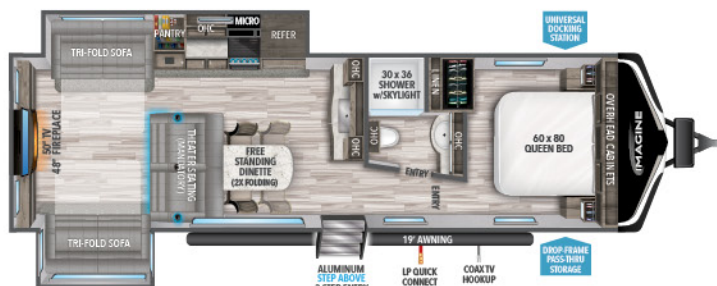 UNIVERSAL
DOCKING
STATION
TRI-FOLD SOFA
PANTRY
OHC
MICRO
REFER
50" TV
48" FIREPLACE
THEATER SEATING
(MANDATORY)
FREE
STANDING
DINETTE
(2X FOLDING)
OHC
OHC
30 x 36
SHOWER
w/SKYLIGHT
LINEN
OHC
OHC
ENTRY
ENTRY
60 x 80
QUEEN BED
OVERHEAD CABINETS
IMAGINE
TRI-FOLD SOFA
19' AWNING
ALUMINUM
STEP ABOVE
LP QUICK
CONNECT
COAX TV
HOOKUP
DROP-FRAME
PASS-THRU
STORAGE